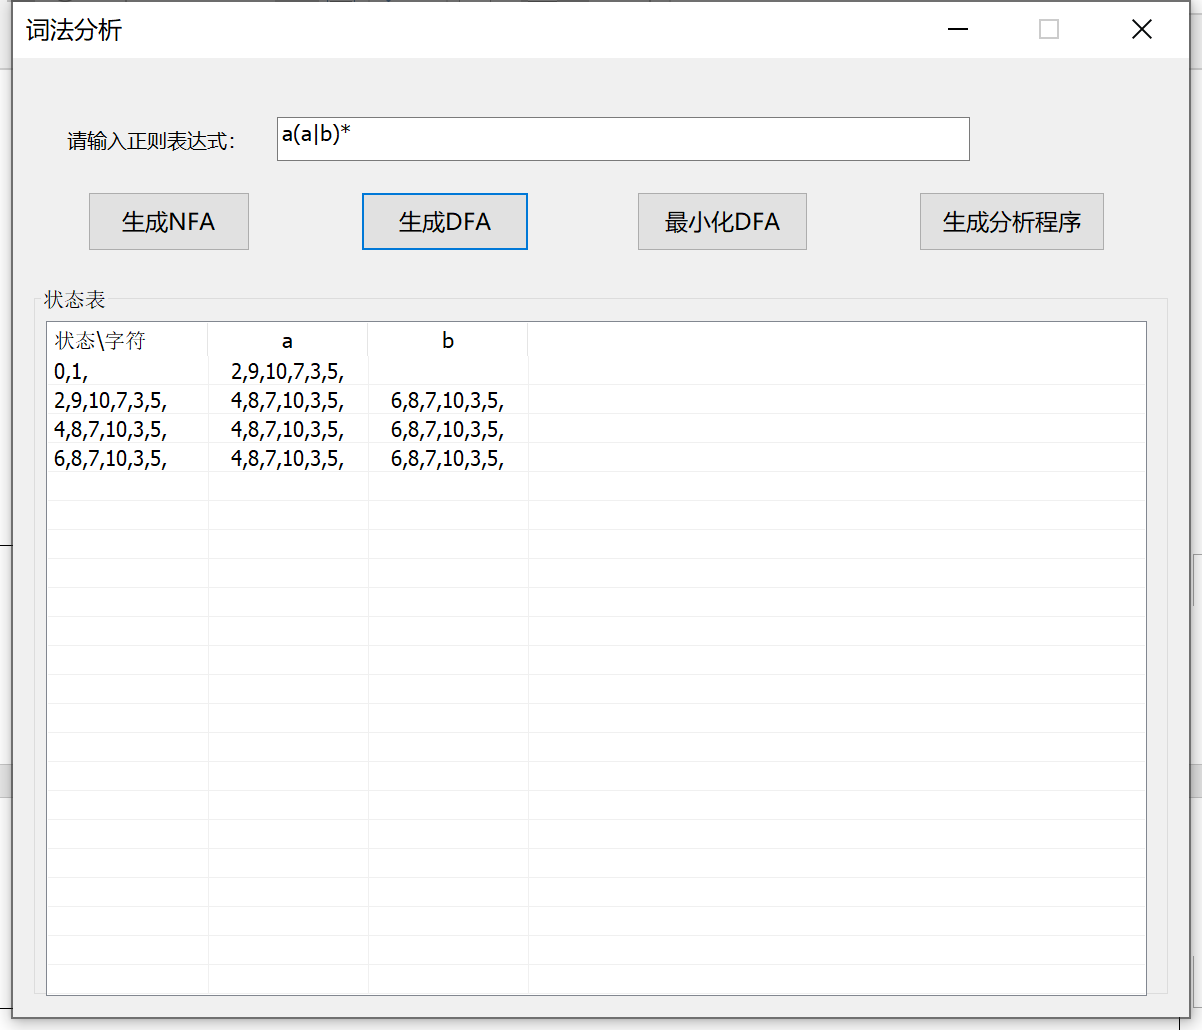 词法分析
请输入正则表达式：
a(a|b)*
生成NFA 生成DFA 最小化DFA 生成分析程序
状态表
状态\字符 a b
0,1, 2,9,10,7,3,5,
2,9,10,7,3,5, 4,8,7,10,3,5, 6,8,7,10,3,5,
4,8,7,10,3,5, 4,8,7,10,3,5, 6,8,7,10,3,5,
6,8,7,10,3,5, 4,8,7,10,3,5, 6,8,7,10,3,5,